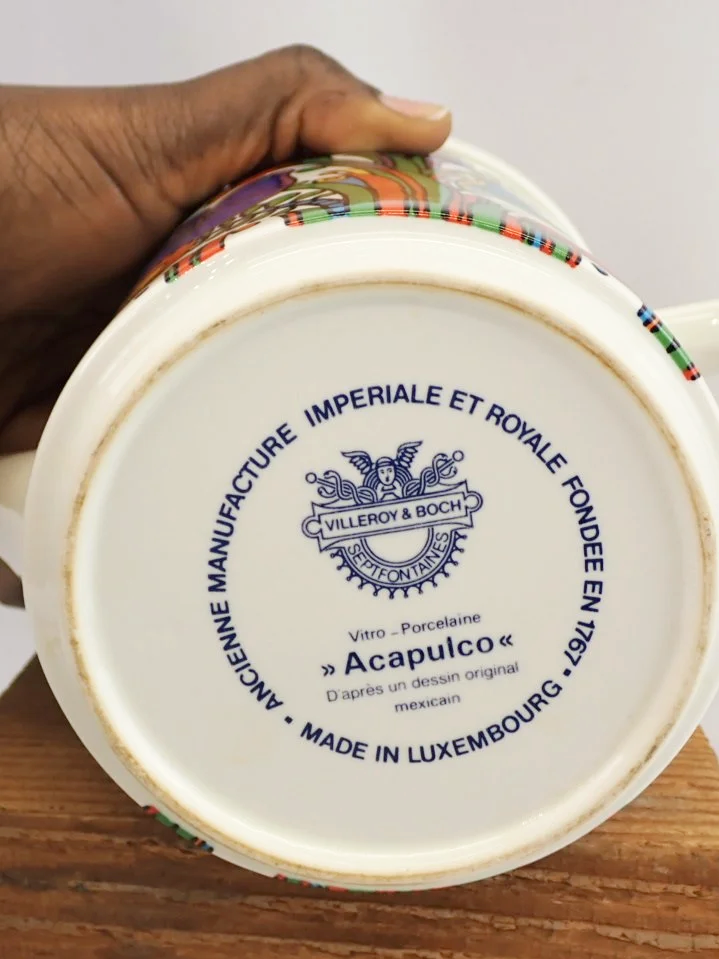 ANCIENNE MANUFACTURE IMPERIALE ET ROYALE FONDEE EN 1767 •
VILLEROY & BOCH
SEPTFONTAINES
Vitro - Porcelaine
» Acapulco «
D'après un dessin original
mexicain
• MADE IN LUXEMBOURG